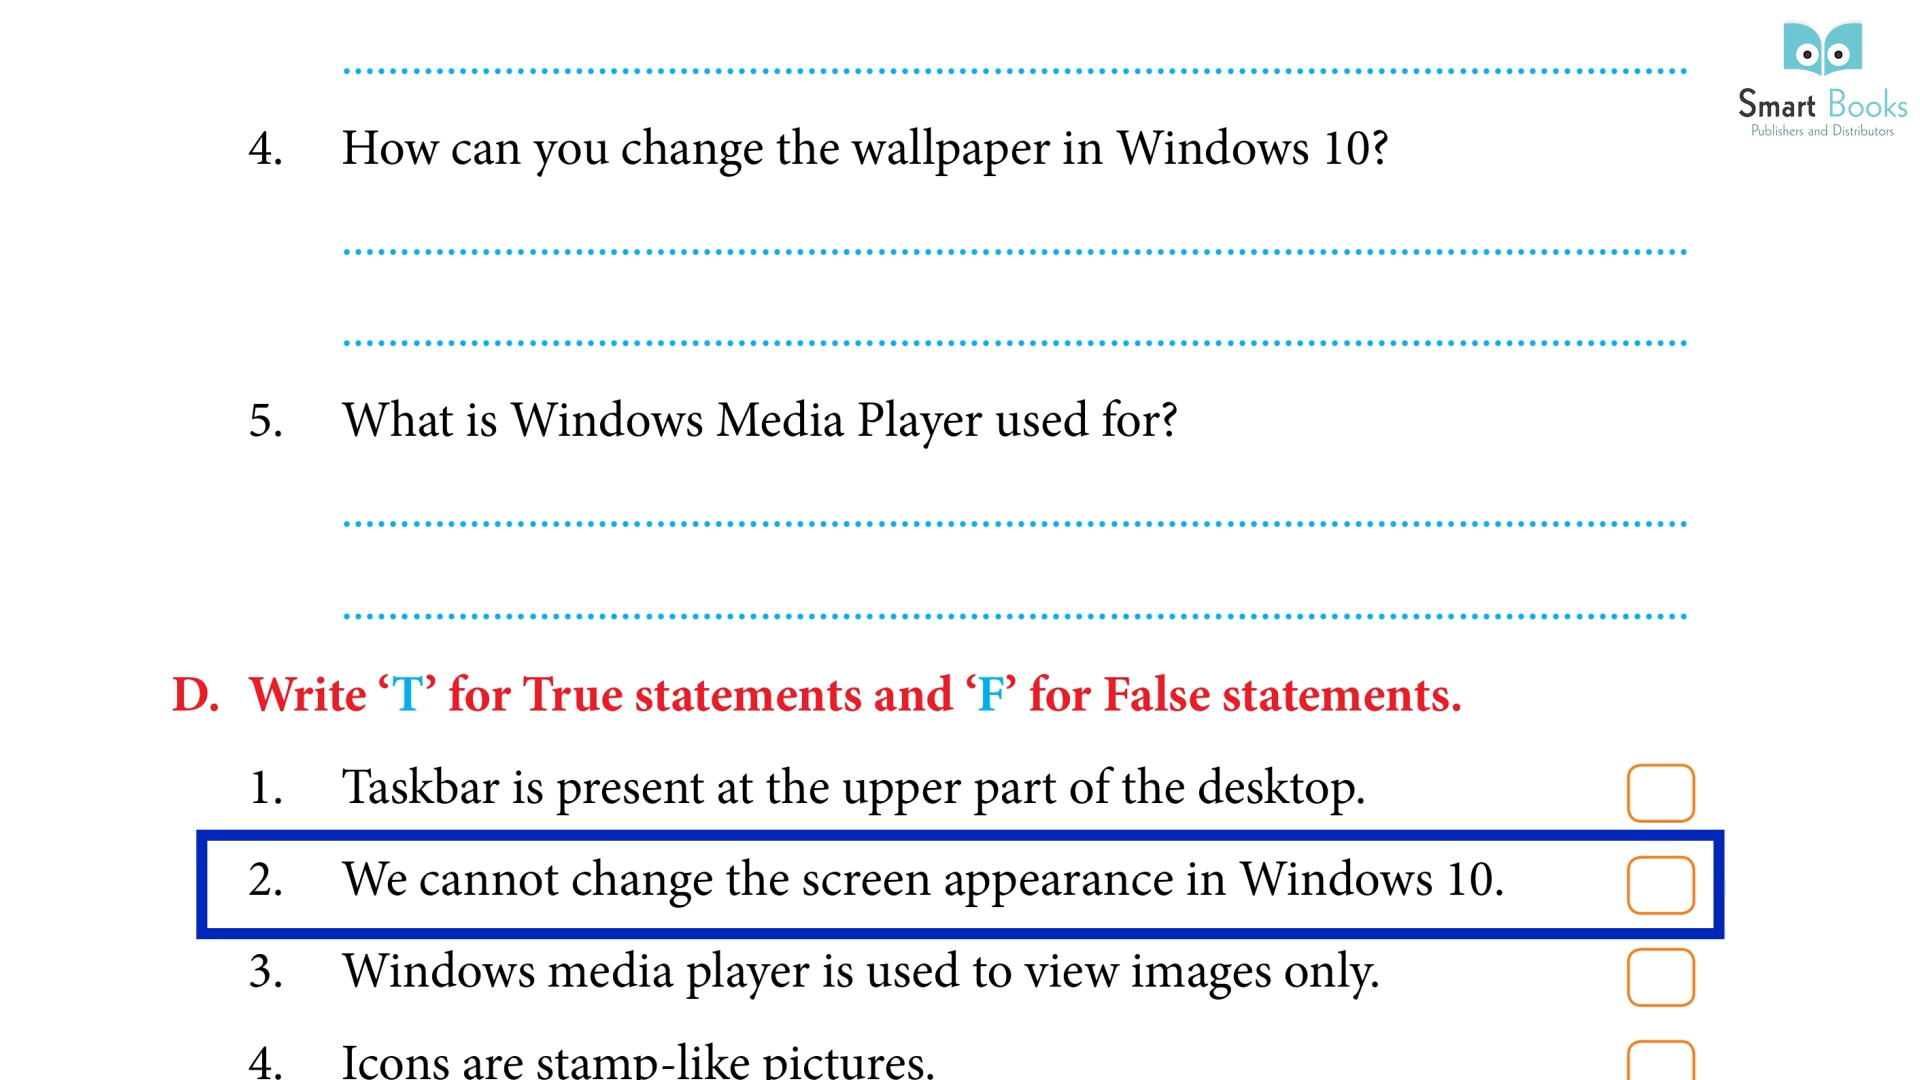 Smart Books
Publishers and Distributors
4. How can you change the wallpaper in Windows 10?
5. What is Windows Media Player used for?
D. Write ‘T’ for True statements and ‘F’ for False statements.
1. Taskbar is present at the upper part of the desktop.
2. We cannot change the screen appearance in Windows 10.
3. Windows media player is used to view images only.
4. Icons are stamp-like pictures.